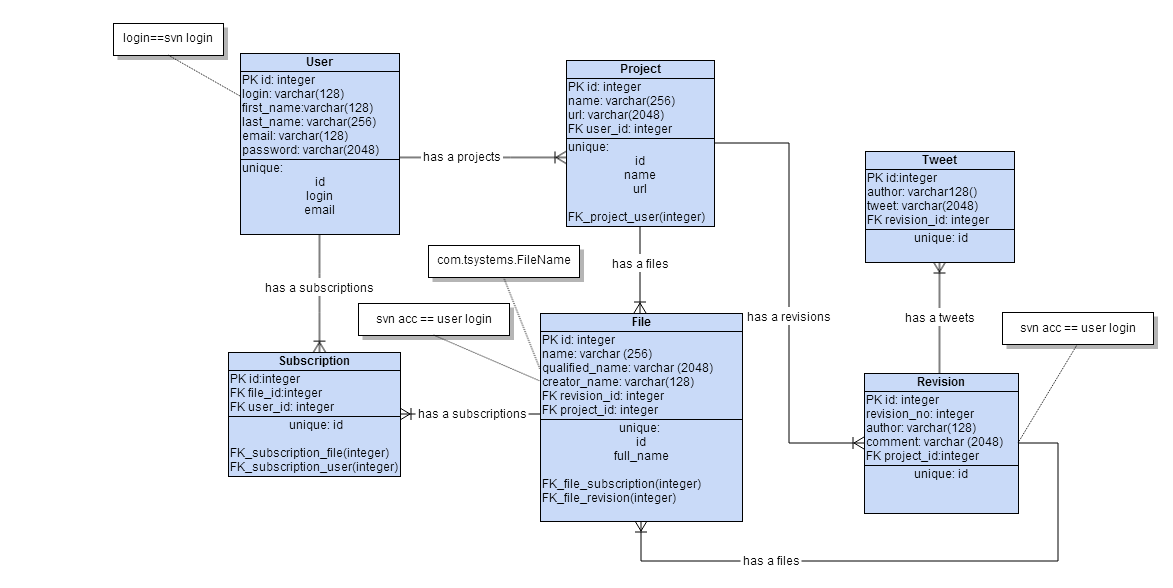 login==svn login
User
PK id: integer
login: varchar(128)
first_name:varchar(128)
last_name: varchar(256)
email: varchar(128)
password: varchar(2048)
unique:
id
login
email
has a projects
Project
PK id: integer
name: varchar(256)
url: varchar(2048)
FK user_id: integer
unique:
id
name
url
FK_project_user(integer)
Tweet
PK id:integer
author: varchar128()
tweet: varchar(2048)
FK revision_id: integer
unique: id
has a subscriptions
com.tsystems.FileName
has a files
svn acc == user login
has a revisions
has a tweets
svn acc == user login
Subscription
PK id:integer
FK file_id:integer
FK user_id: integer
unique: id
FK_subscription_file(integer)
FK_subscription_user(integer)
has a subscriptions
File
PK id: integer
name: varchar (256)
qualified_name: varchar (2048)
creator_name: varchar(128)
FK revision_id: integer
FK project_id: integer
unique:
id
full_name
FK_file_subscription(integer)
FK_file_revision(integer)
Revision
PK id: integer
revision_no: integer
author: varchar(128)
comment: varchar (2048)
FK project_id:integer
unique: id
has a files